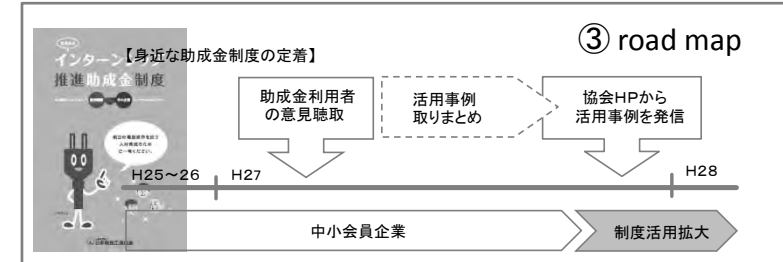 ③ road map
【身近な助成金制度の定着】
インターンシップ
推進助成金制度
助成金利用者
の意見聴取
活用事例
取りまとめ
協会HPから
活用事例を発信
H25～26
H27
H28
中小会員企業
制度活用拡大